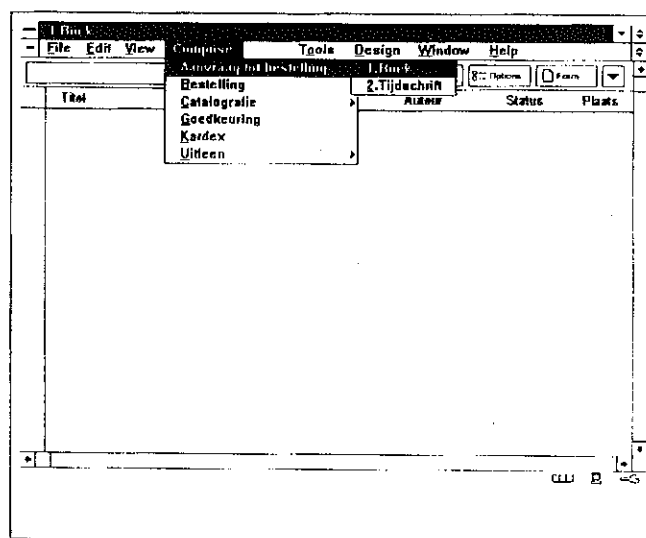 1.Boek
File Edit View Compose Tools Design Window Help
Aanvraag tot bestelling 1.Boek...
Options Form
Bestelling 2.Tijdschrift
Titel Catalografie Auteur Status Plaats
Goedkeuring
Kardex
Uitleen